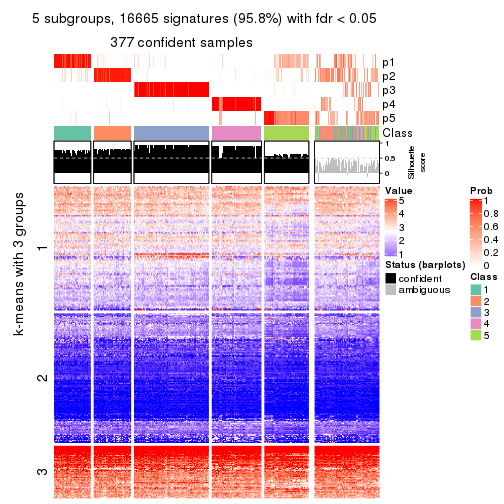 5 subgroups, 16665 signatures (95.8%) with fdr < 0.05
377 confident samples
p1
p2
p3
p4
p5
Class
1
0.5
0
Silhouette
score
k-means with 3 groups
1
2
3
Value
5
4
3
2
1
Status (barplots)
confident
ambiguous
Prob
1
0.8
0.6
0.4
0.2
0
Class
1
2
3
4
5